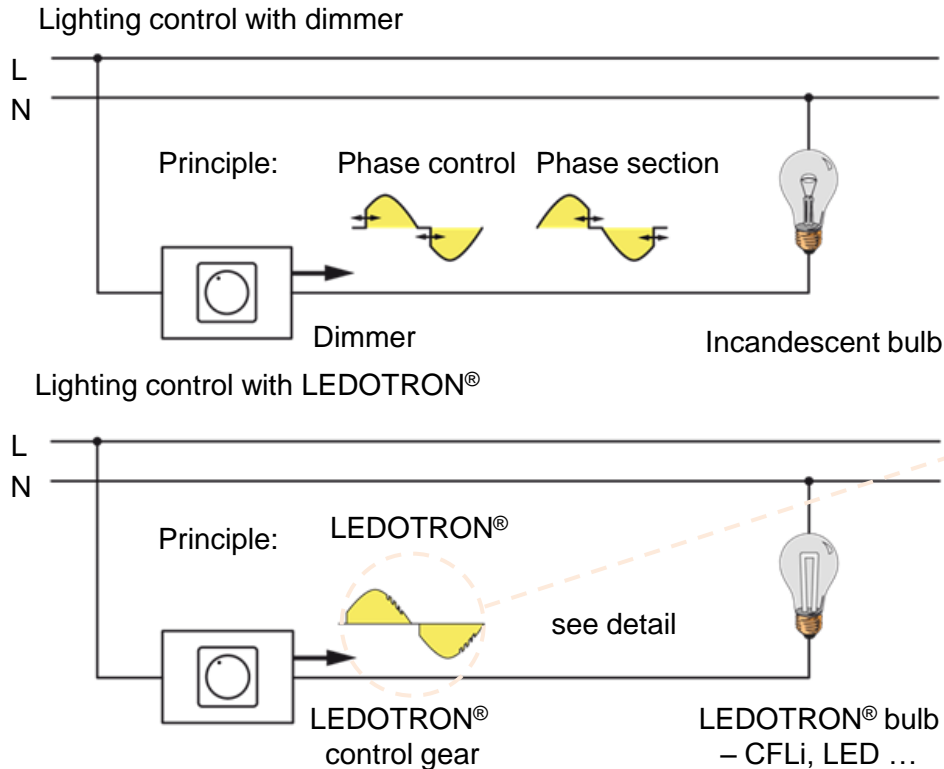 Lighting control with dimmer
L
N
Principle: Phase control Phase section
Dimmer
Incandescent bulb
Lighting control with LEDOTRON®
L
N
Principle: LEDOTRON®
see detail
LEDOTRON®
control gear
LEDOTRON® bulb
– CFLi, LED …